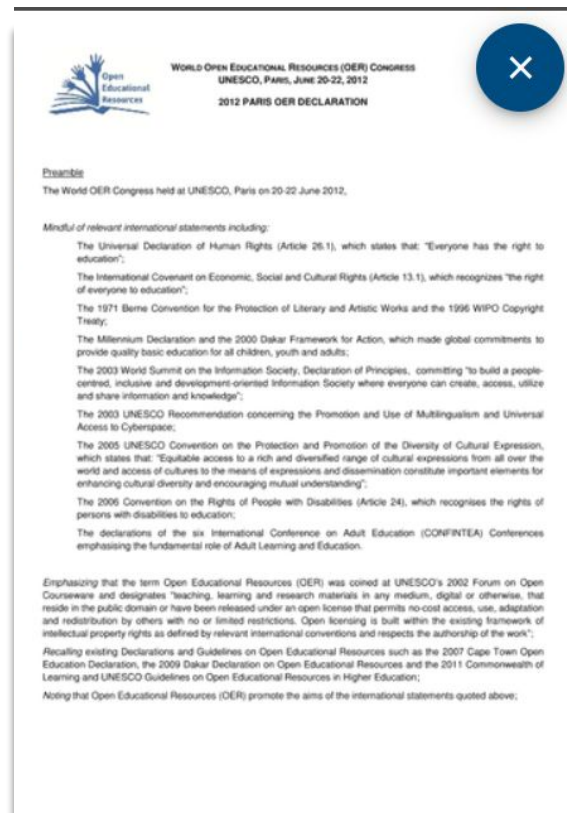 Open
Educational
Resources
WORLD OPEN EDUCATIONAL RESOURCES (OER) CONGRESS
UNESCO, PARIS, JUNE 20-22, 2012
2012 PARIS OER DECLARATION
Preamble
The World OER Congress held at UNESCO, Paris on 20-22 June 2012,
Mindful of relevant international statements including:
The Universal Declaration of Human Rights (Article 26.1), which states that: "Everyone has the right to
education";
The International Covenant on Economic, Social and Cultural Rights (Article 13.1), which recognizes "the right
of everyone to education";
The 1971 Berne Convention for the Protection of Literary and Artistic Works and the 1996 WIPO Copyright
Treaty;
The Millennium Declaration and the 2000 Dakar Framework for Action, which made global commitments to
provide quality basic education for all children, youth and adults;
The 2003 World Summit on the Information Society, Declaration of Principles, committing "to build a people-
centred, inclusive and development-oriented Information Society where everyone can create, access, utilize
and share information and knowledge";
The 2003 UNESCO Recommendation concerning the Promotion and Use of Multilingualism and Universal
Access to Cyberspace;
The 2005 UNESCO Convention on the Protection and Promotion of the Diversity of Cultural Expression,
which states that: "Equitable access to a rich and diversified range of cultural expressions from all over the
world and access of cultures to the means of expressions and dissemination constitute important elements for
enhancing cultural diversity and encouraging mutual understanding";
The 2006 Convention on the Rights of People with Disabilities (Article 24), which recognises the rights of
persons with disabilities to education;
The declarations of the six International Conference on Adult Education (CONFINTEA) Conferences
emphasising the fundamental role of Adult Learning and Education.
Emphasizing that the term Open Educational Resources (OER) was coined at UNESCO's 2002 Forum on Open
Courseware and designates "teaching, learning and research materials in any medium, digital or otherwise, that
reside in the public domain or have been released under an open license that permits no-cost access, use, adaptation
and redistribution by others with no or limited restrictions. Open licensing is built within the existing framework of
intellectual property rights as defined by relevant international conventions and respects the authorship of the work";
Recalling existing Declarations and Guidelines on Open Educational Resources such as the 2007 Cape Town Open
Education Declaration, the 2009 Dakar Declaration on Open Educational Resources and the 2011 Commonwealth of
Learning and UNESCO Guidelines on Open Educational Resources in Higher Education;
Noting that Open Educational Resources (OER) promote the aims of the international statements quoted above;